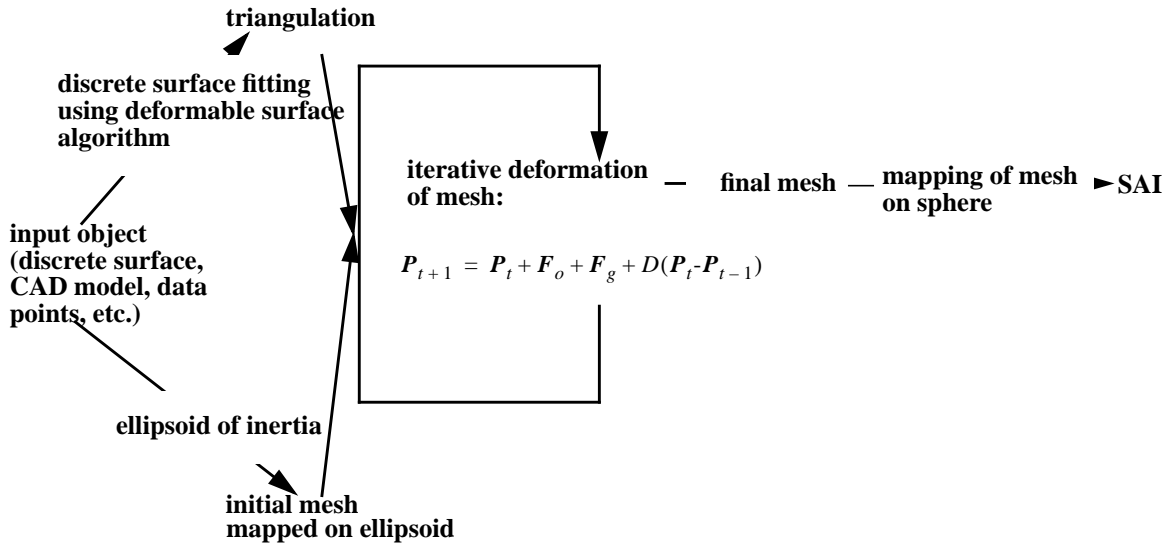 triangulation
discrete surface fitting
using deformable surface
algorithm
iterative deformation
of mesh:
final mesh
mapping of mesh
on sphere
SAI
input object
(discrete surface,
CAD model, data
points, etc.)
P_{t+1} = P_t + F_o + F_g + D(P_t-P_{t-1})
ellipsoid of inertia
initial mesh
mapped on ellipsoid